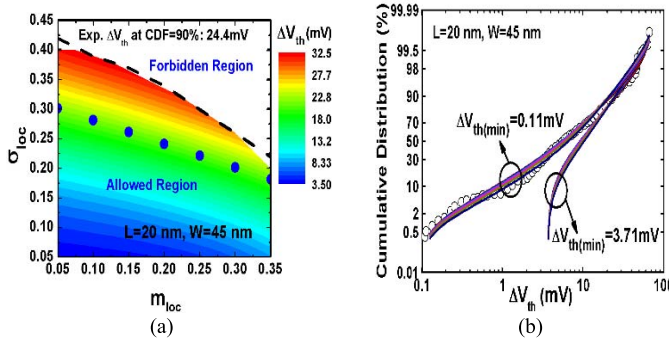 Exp. ΔVth at CDF=90%: 24.4mV
Forbidden Region
Allowed Region
L=20 nm, W=45 nm
σloc
0.45
0.40
0.35
0.30
0.25
0.20
0.15
0.10
0.05
0.05 0.10 0.15 0.20 0.25 0.30 0.35
mloc
ΔVth(mV)
32.5
27.7
22.8
18.0
13.2
8.33
3.50
(a)
Cumulative Distribution (%)
99.99
99.5
98
90
70
50
30
10
2
0.5
0.01
L=20 nm, W=45 nm
ΔVth(min)=0.11mV
ΔVth(min)=3.71mV
0.1 1 10 100
ΔVth (mV)
(b)